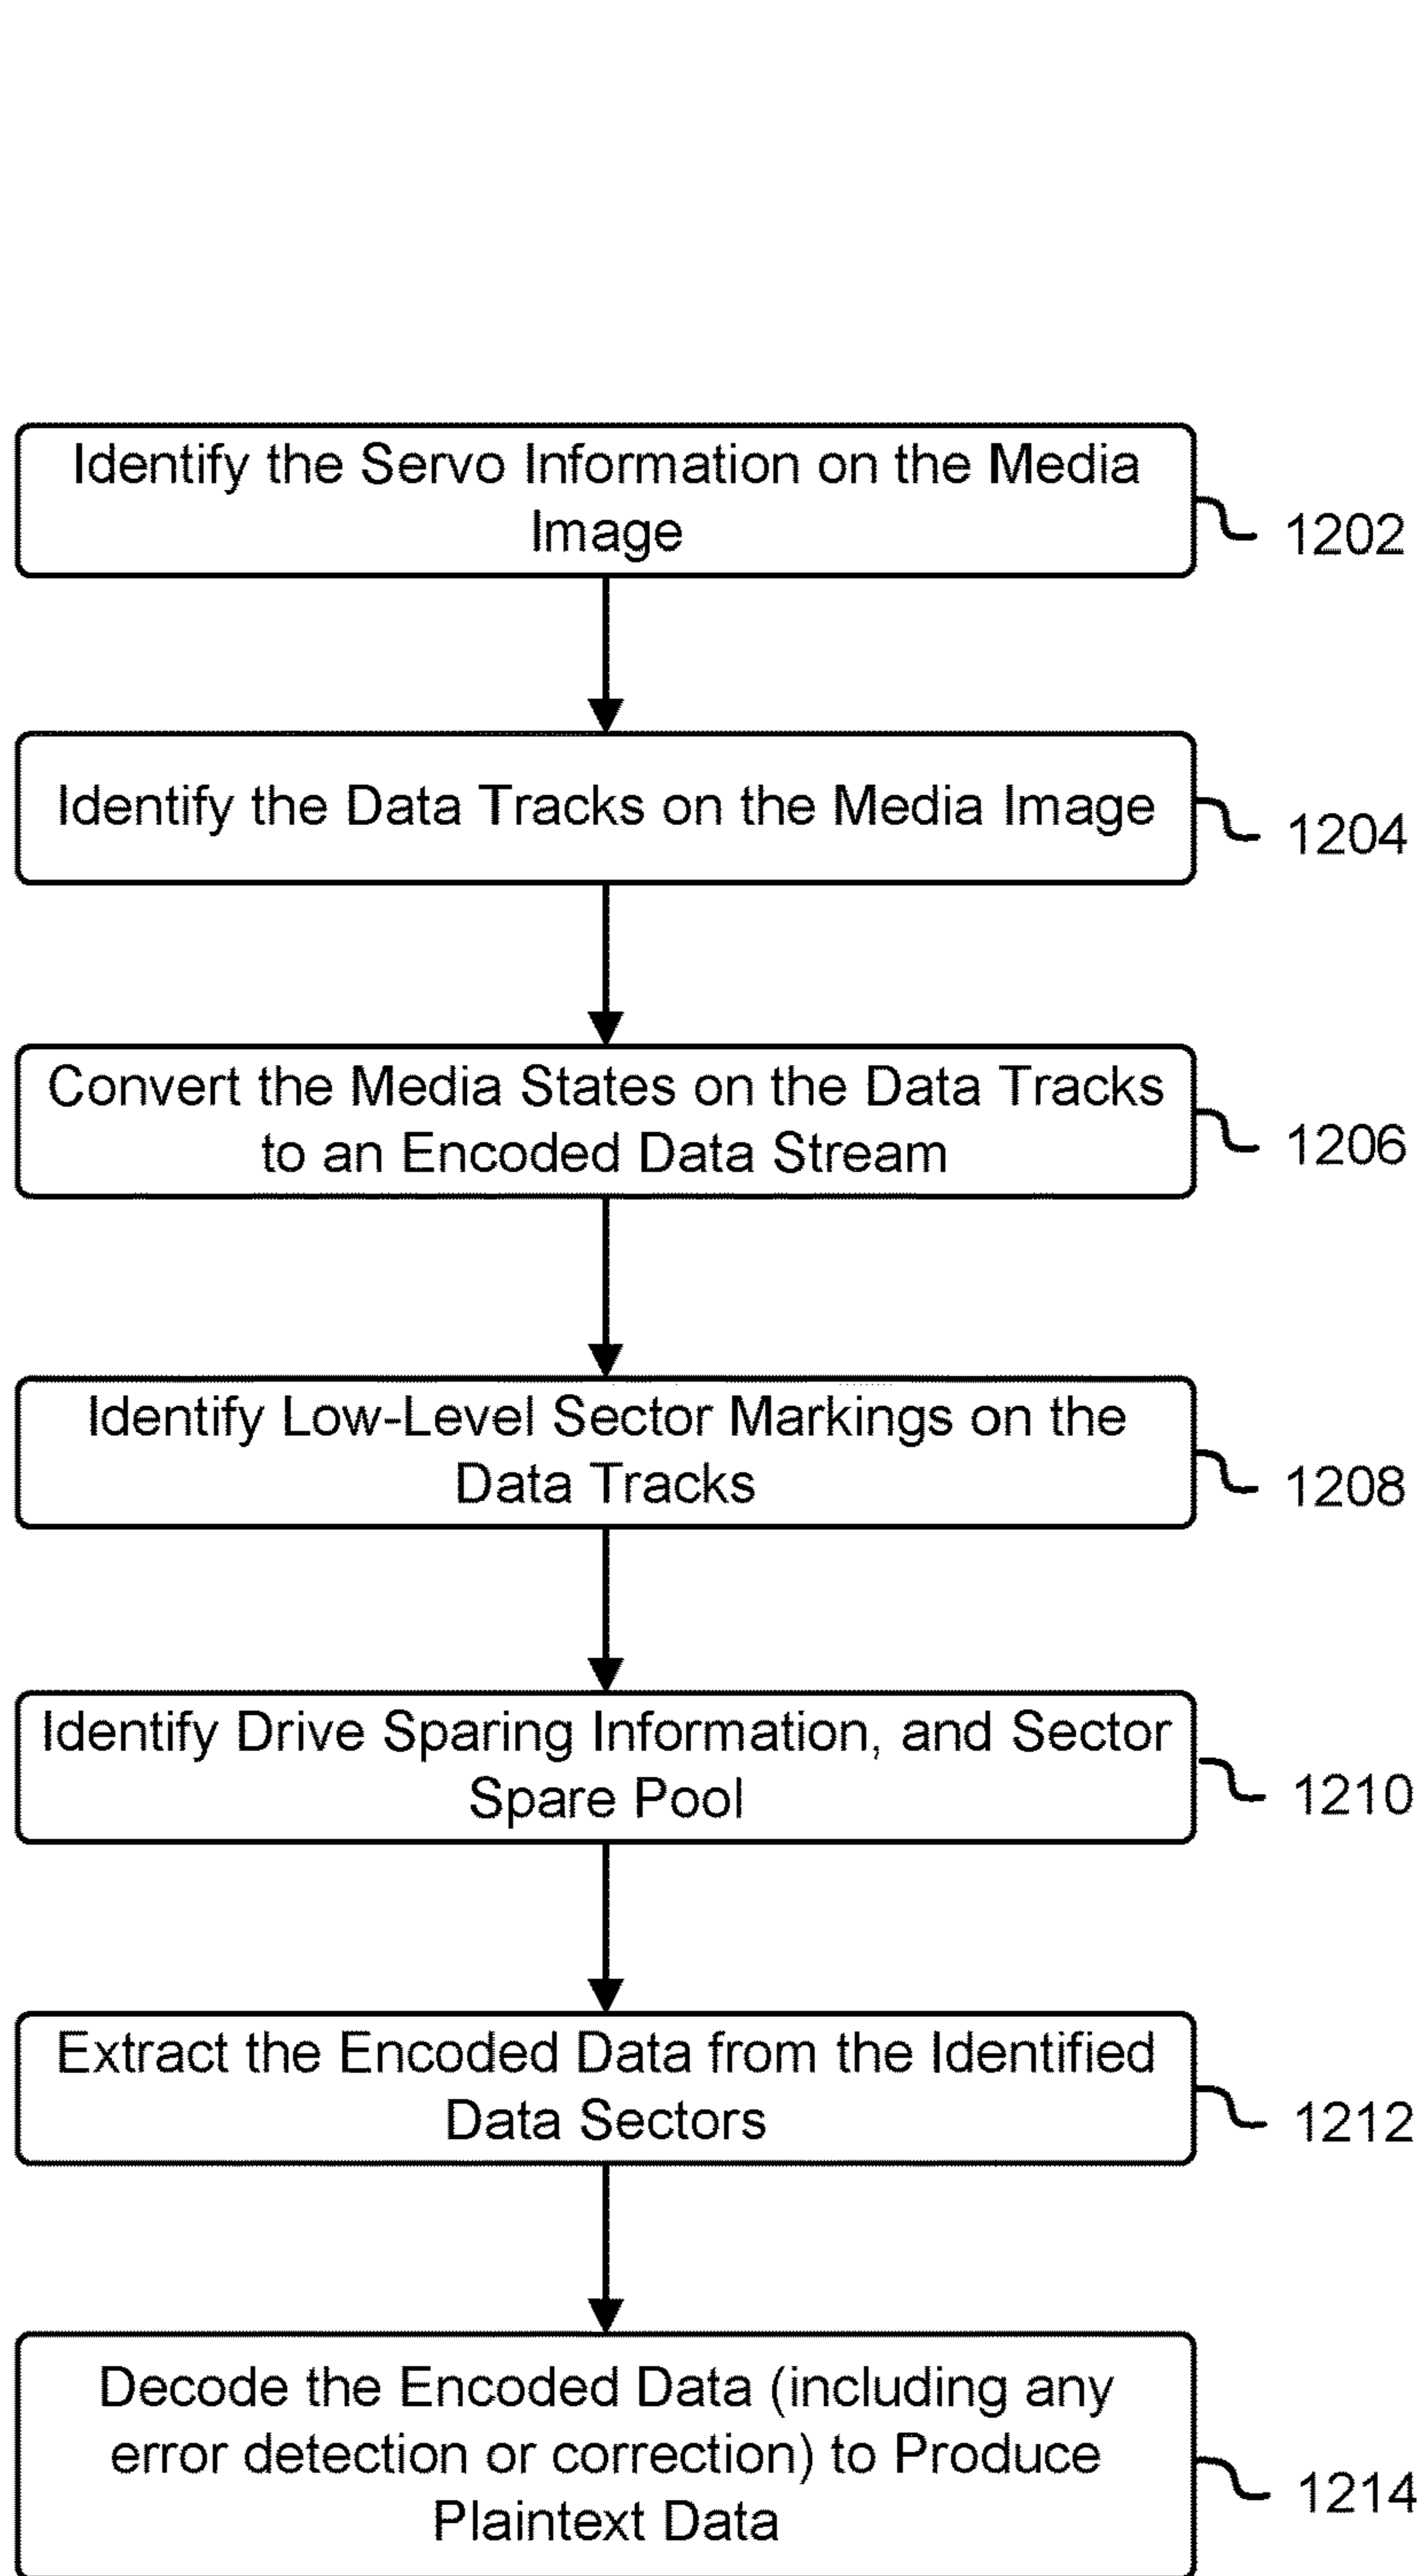 Identify the Servo Information on the Media
Image
1202
Identify the Data Tracks on the Media Image
1204
Convert the Media States on the Data Tracks
to an Encoded Data Stream
1206
Identify Low-Level Sector Markings on the
Data Tracks
1208
Identify Drive Sparing Information, and Sector
Spare Pool
1210
Extract the Encoded Data from the Identified
Data Sectors
1212
Decode the Encoded Data (including any
error detection or correction) to Produce
Plaintext Data
1214